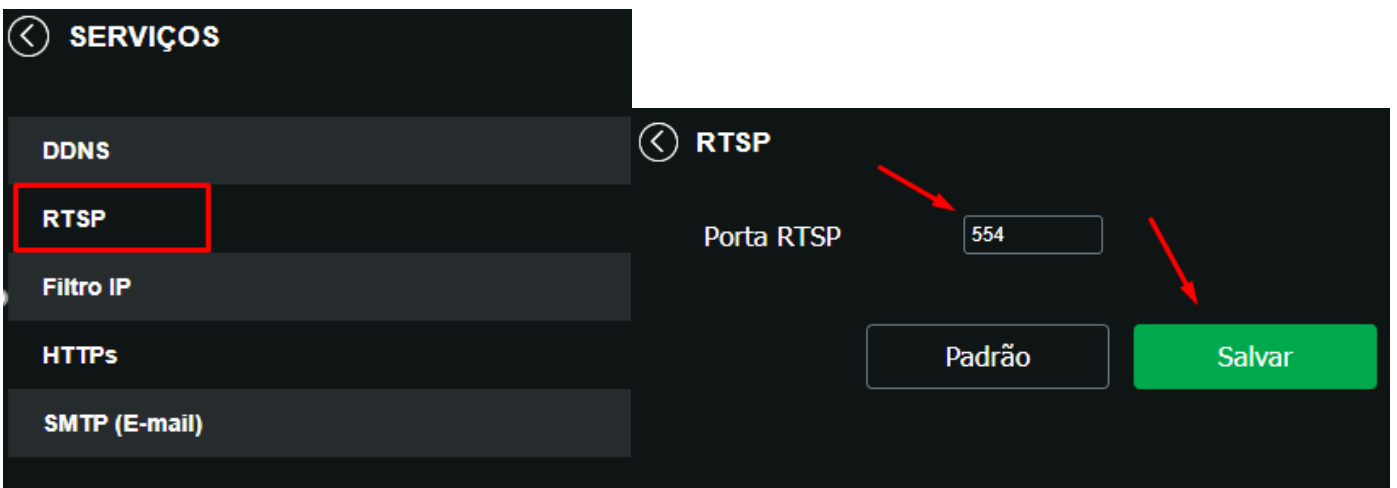 SERVIÇOS
DDNS
RTSP
Filtro IP
HTTPs
SMTP (E-mail)
RTSP
Porta RTSP 554
Padrão Salvar